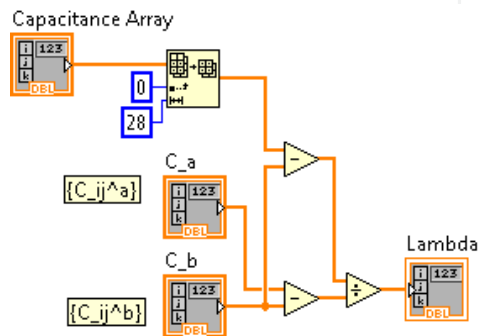 Capacitance Array
i 123
j
k
DBL
0
28
C_a
{C_ij^a}
i 123
j
k
DBL
Lambda
C_b
i 123
j
k
DBL
{C_ij^b}
i 123
j
k
DBL